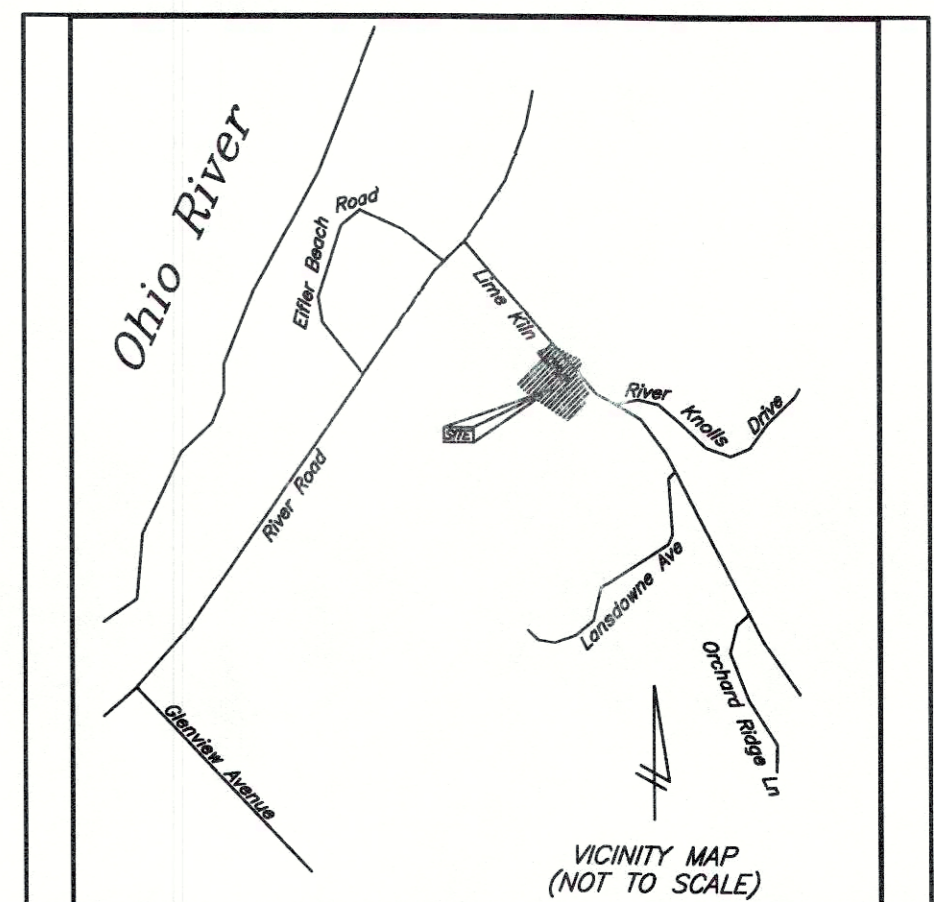 Ohio River
Eifler Beach Road
Lime Kiln
River Knolls Drive
SITE
River Road
Lansdowne Ave
Orchard Ridge Ln
Glenview Avenue
VICINITY MAP
(NOT TO SCALE)